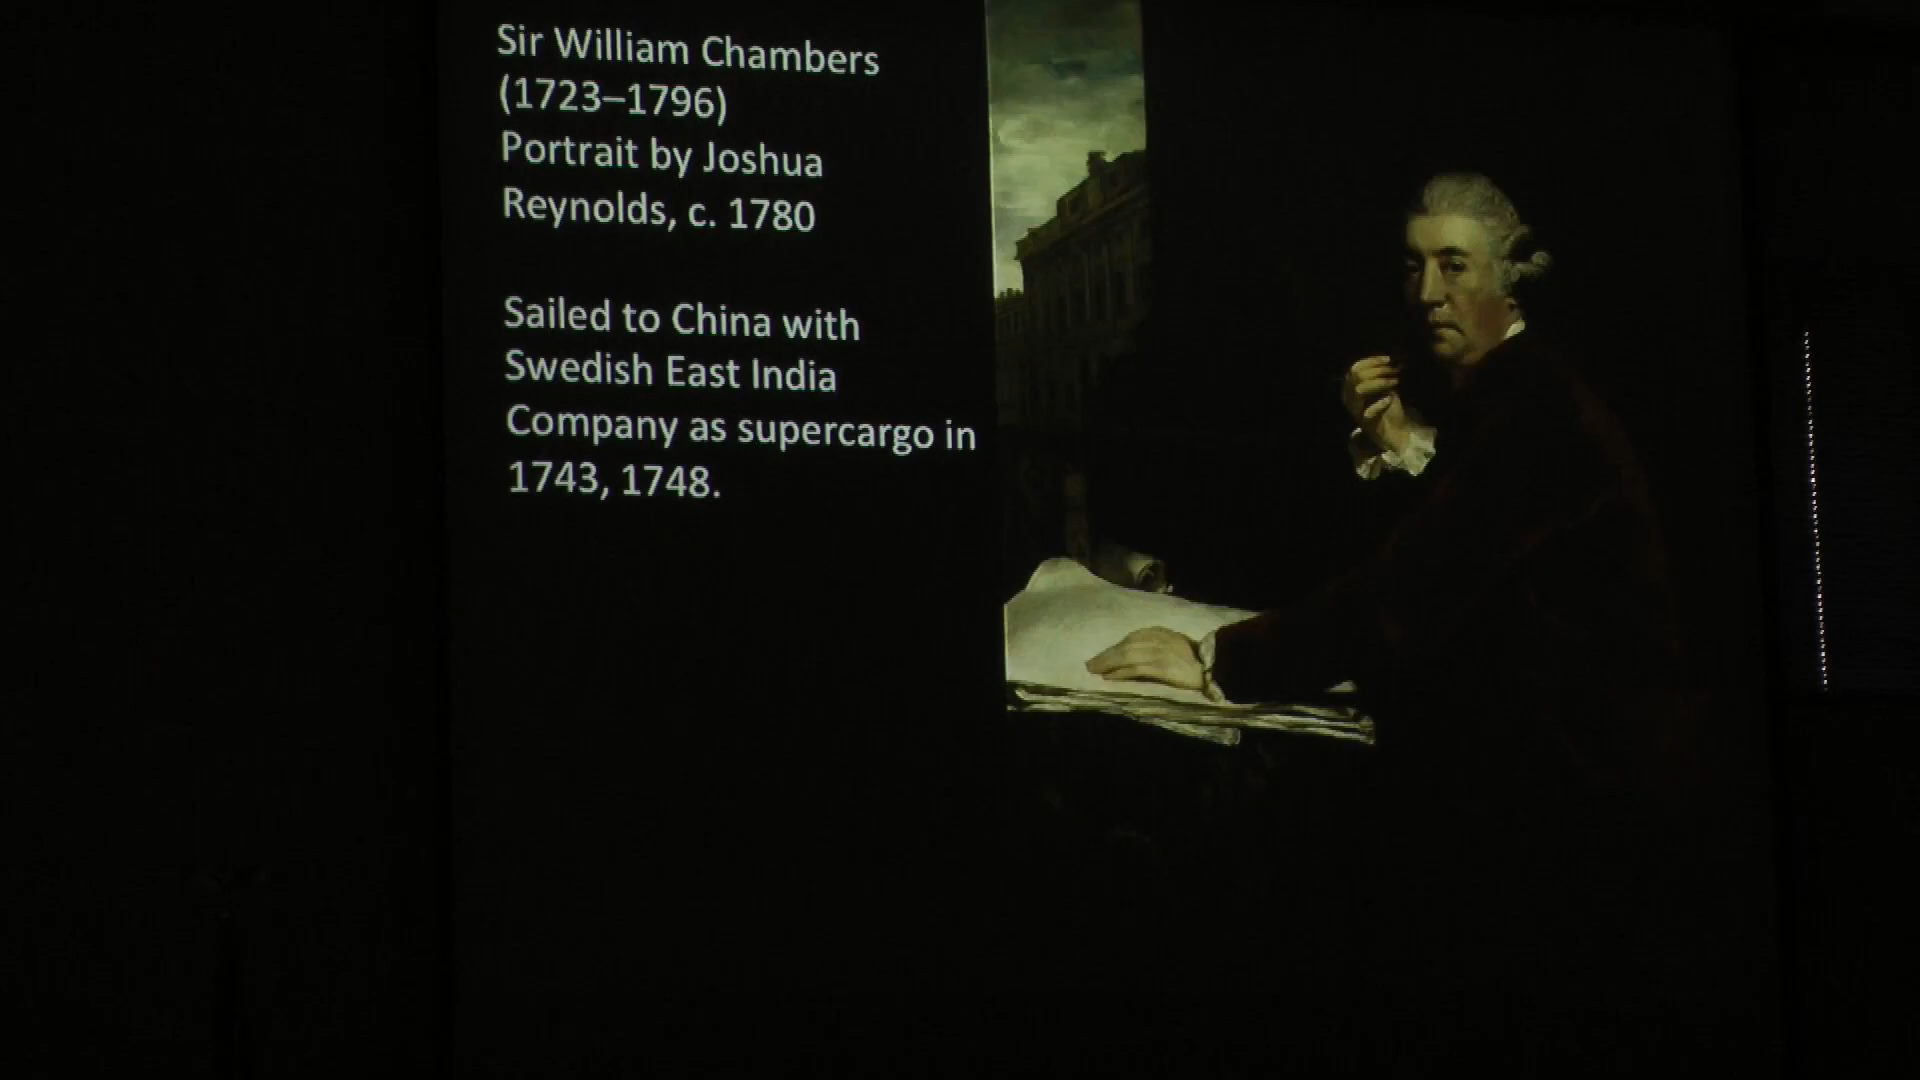 Sir William Chambers
(1723–1796)
Portrait by Joshua
Reynolds, c. 1780
Sailed to China with
Swedish East India
Company as supercargo in
1743, 1748.